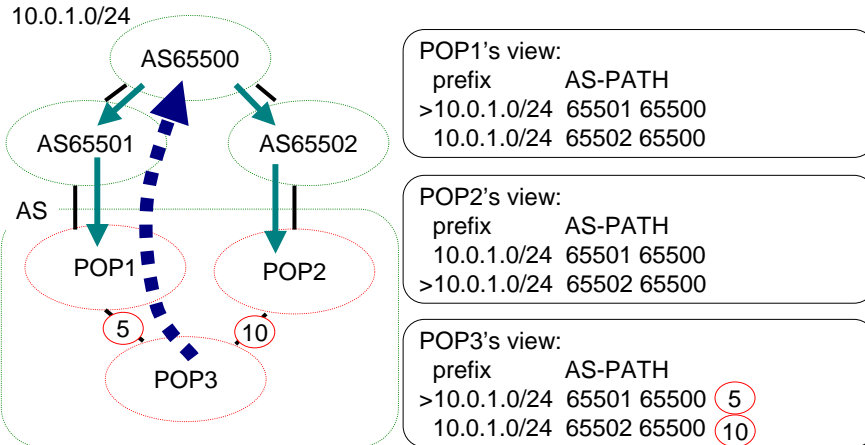 10.0.1.0/24
AS65500
AS65501
AS65502
AS
POP1
POP2
5
10
POP3
POP1's view:
prefix AS-PATH
>10.0.1.0/24 65501 65500
10.0.1.0/24 65502 65500
POP2's view:
prefix AS-PATH
10.0.1.0/24 65501 65500
>10.0.1.0/24 65502 65500
POP3's view:
prefix AS-PATH
>10.0.1.0/24 65501 65500 5
10.0.1.0/24 65502 65500 10